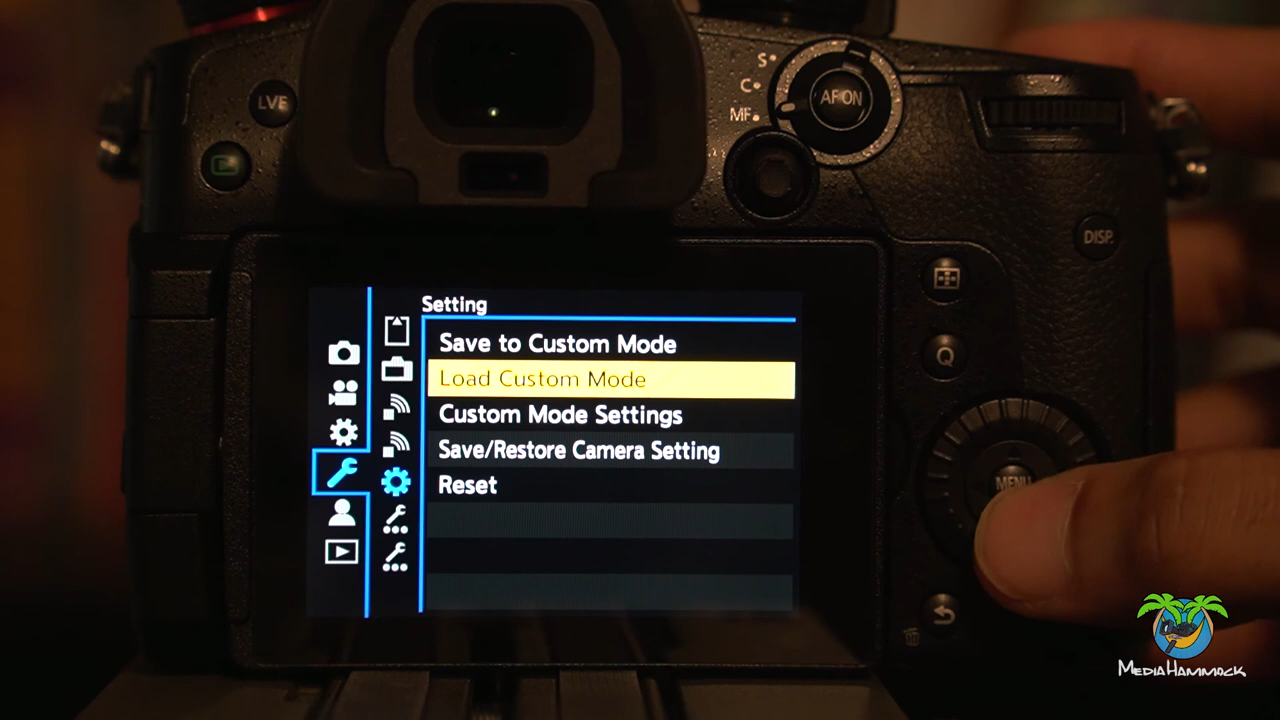 LVF
S
C
MF
AF ON
DISP.
Q
MENU
Setting
Save to Custom Mode
Load Custom Mode
Custom Mode Settings
Save/Restore Camera Setting
Reset
MediaHammock